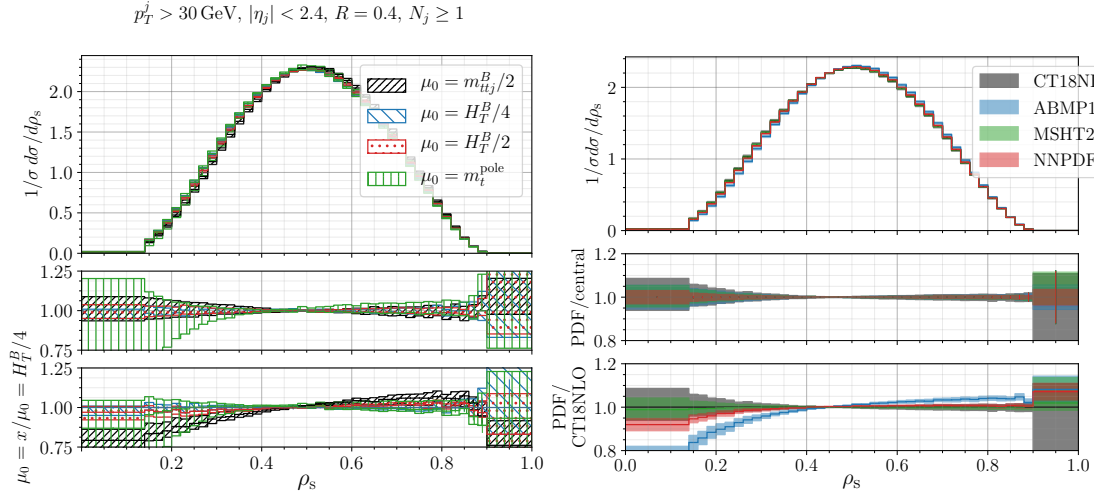 p_T^j > 30 GeV, |η_j| < 2.4, R = 0.4, N_j ≥ 1
1/σ dσ/dρ_s
2.0
1.5
1.0
0.5
0.0
μ_0 = m_{ttj}^B/2
μ_0 = H_T^B/4
μ_0 = H_T^B/2
μ_0 = m_t^pole
1.25
1.00
0.75
μ_0 = x/μ_0 = H_T^B/4
1.25
1.00
0.75
0.2
0.4
0.6
0.8
1.0
ρ_s
1/σdσ/dρ_s
2
1
0
CT18NL
ABMP1
MSHT2
NNPDF
PDF/central
1.2
1.0
0.8
PDF/
CT18NLO
1.2
1.0
0.8
0.0
0.2
0.4
0.6
0.8
1.0
ρ_s